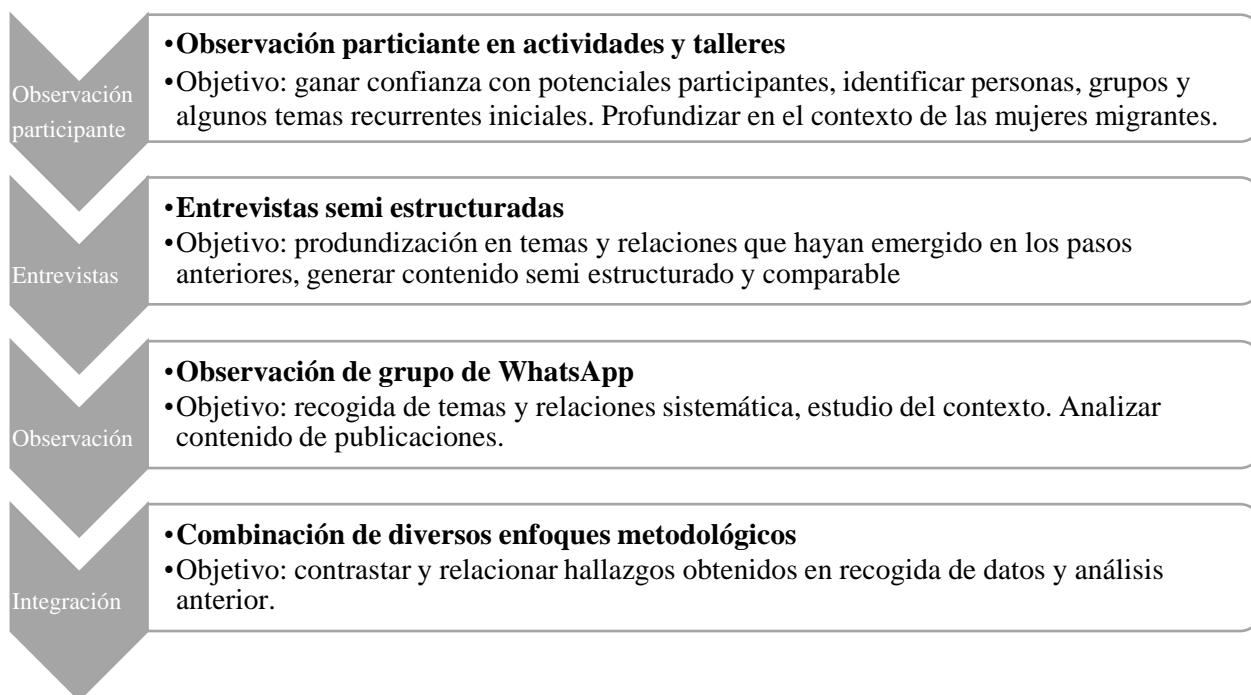 Observación
participante
•Observación particiante en actividades y talleres
•Objetivo: ganar confianza con potenciales participantes, identificar personas, grupos y
algunos temas recurrentes iniciales. Profundizar en el contexto de las mujeres migrantes.
Entrevistas
•Entrevistas semi estructuradas
•Objetivo: produndización en temas y relaciones que hayan emergido en los pasos
anteriores, generar contenido semi estructurado y comparable
Observación
•Observación de grupo de WhatsApp
•Objetivo: recogida de temas y relaciones sistemática, estudio del contexto. Analizar
contenido de publicaciones.
Integración
•Combinación de diversos enfoques metodológicos
•Objetivo: contrastar y relacionar hallazgos obtenidos en recogida de datos y análisis
anterior.